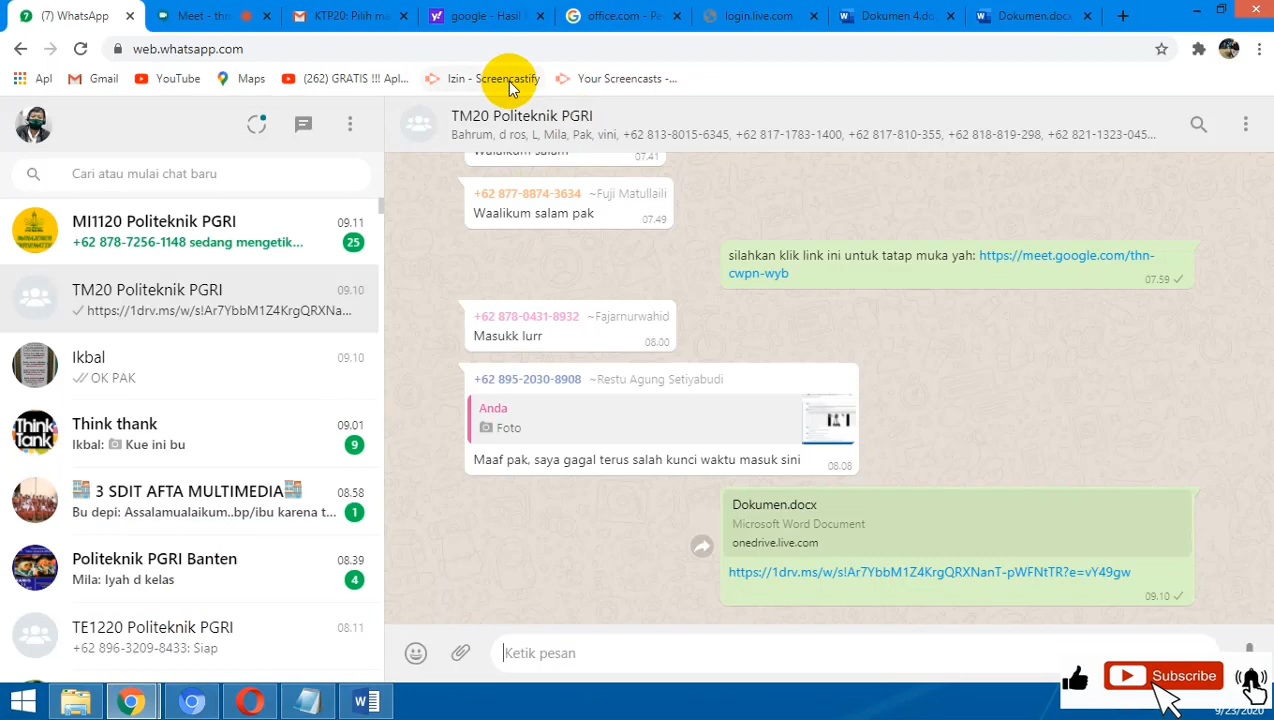 (7) WhatsApp
Meet - thr
KTP20: Pilih m
google - Hasil
office.com - Pe
login.live.com
Dokumen 4.do
Dokumen.docx
web.whatsapp.com
Apl
Gmail
YouTube
Maps
(262) GRATIS !!! Apl...
Izin - Screencastify
Your Screencasts -...
TM20 Politeknik PGRI
Bahrum, d ros, L, Mila, Pak, vini, +62 813-8015-6345, +62 817-1783-1400, +62 817-810-355, +62 818-819-298, +62 821-1323-045...
Cari atau mulai chat baru
MI1120 Politeknik PGRI
09.11
+62 878-7256-1148 sedang mengetik...
25
TM20 Politeknik PGRI
09.10
https://1drv.ms/w/s!Ar7YbbM1Z4KrgQRXNa...
Ikbal
09.10
OK PAK
THINK TANK
Think thank
09.01
Ikbal: Kue ini bu
9
3 SDIT AFTA MULTIMEDIA
08.58
Bu depi: Assalamualaikum..bp/ibu karena t...
1
Politeknik PGRI Banten
08.39
Mila: Iyah d kelas
4
TE1220 Politeknik PGRI
08.11
+62 896-3209-8433: Siap
Walaikum salam
07.41
+62 877-8874-3634 ~Fuji Matullaili
Waalikum salam pak
07.49
silahkan klik link ini untuk tatap muka yah: https://meet.google.com/thn-
cwpn-wyb
07.59
+62 878-0431-8932 ~Fajarnurwahid
Masukk lurr
08.00
+62 895-2030-8908 ~Restu Agung Setiyabudi
Anda
Foto
Maaf pak, saya gagal terus salah kunci waktu masuk sini
08.08
Dokumen.docx
Microsoft Word Document
onedrive.live.com
https://1drv.ms/w/s!Ar7YbbM1Z4KrgQRXNanT-pWFNtTR?e=vY49gw
09.10
Ketik pesan
Subscribe
9/23/2020